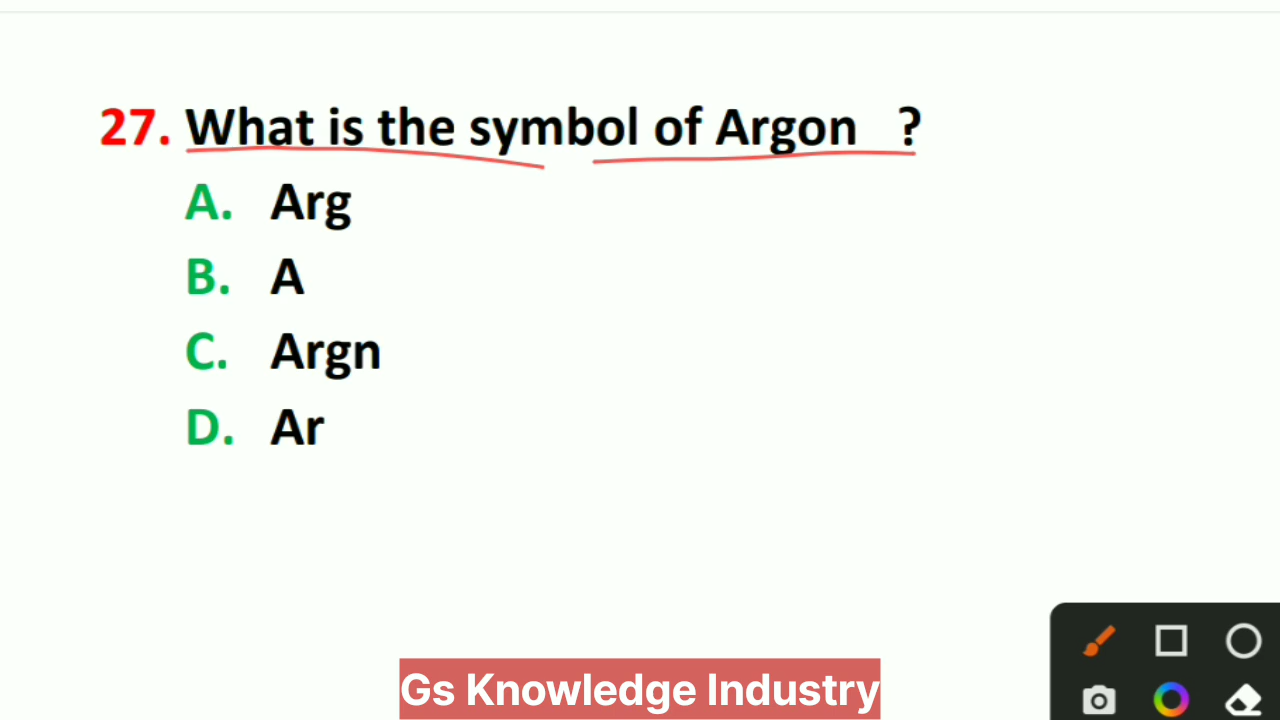 27. What is the symbol of Argon ?
A. Arg
B. A
C. Argn
D. Ar
Gs Knowledge Industry